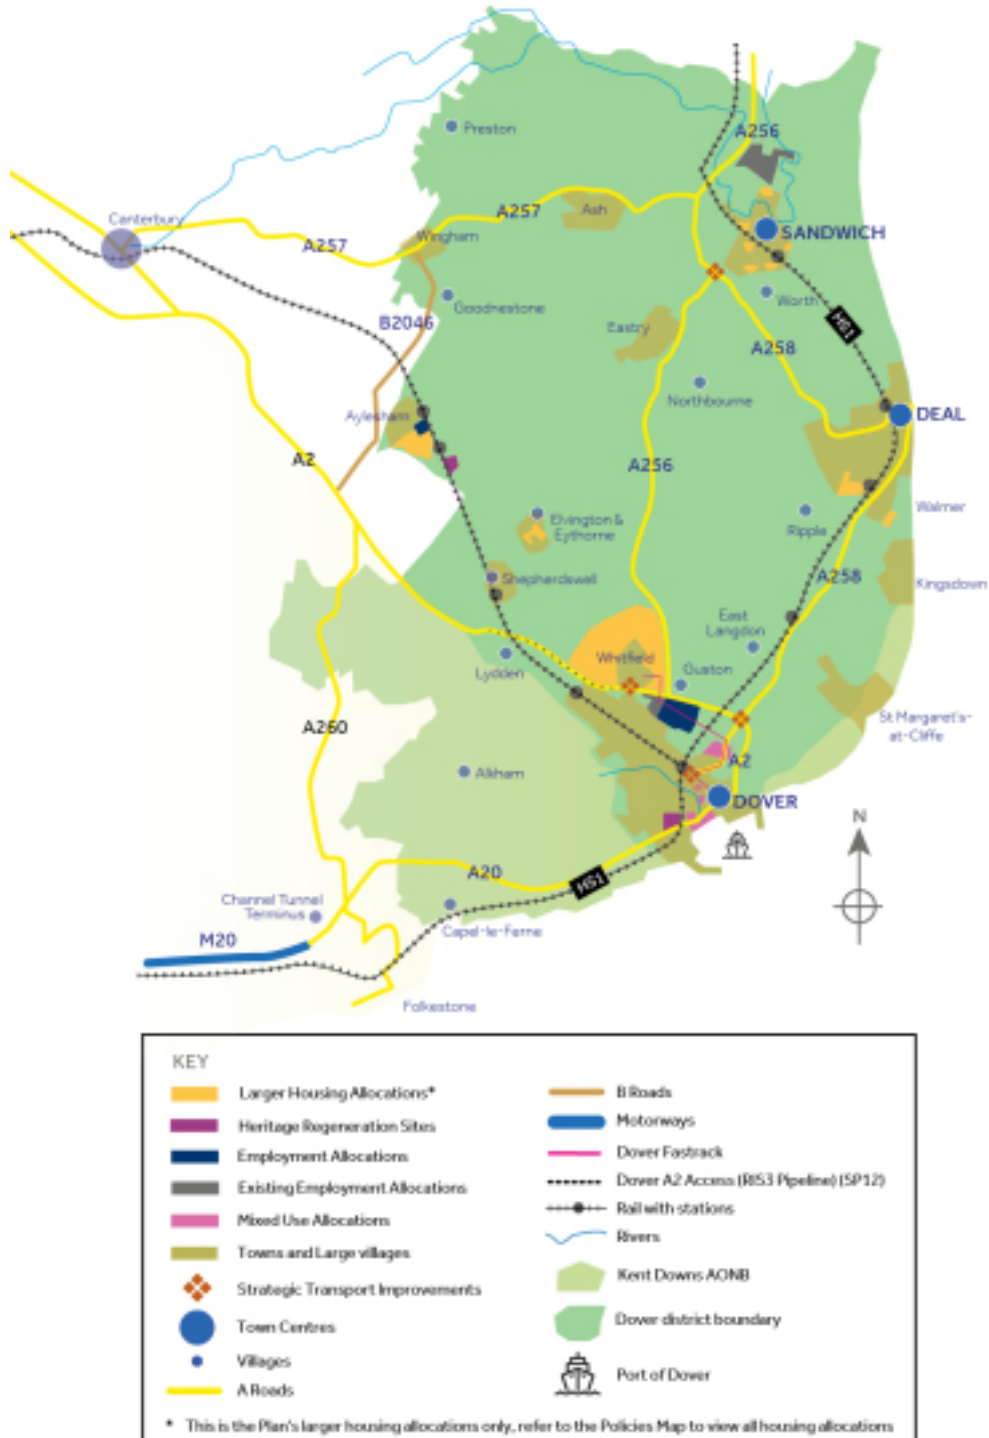 Preston
A256
Canterbury
A257
Ash
A257
Wingham
SANDWICH
Goodnestone
Worth
B2046
HS1
Eastry
A258
Northbourne
Aylesham
DEAL
A2
A256
Elvington &
Eythorne
Ripple
Walmer
Shepherdswell
A258
Kingsdown
East
Langdon
Whitfield
Lydden
Guston
St Margaret's-
at-Cliffe
A260
A2
Alkham
DOVER
N
A20
HS1
Channel Tunnel
Terminus
Capel-le-Ferne
M20
Folkestone
KEY
Larger Housing Allocations*
Heritage Regeneration Sites
Employment Allocations
Existing Employment Allocations
Mixed Use Allocations
Towns and Large villages
Strategic Transport Improvements
Town Centres
Villages
A Roads
B Roads
Motorways
Dover Fastrack
Dover A2 Access (RIS3 Pipeline) (SP12)
Rail with stations
Rivers
Kent Downs AONB
Dover district boundary
Port of Dover
* This is the Plan's larger housing allocations only, refer to the Policies Map to view all housing allocations